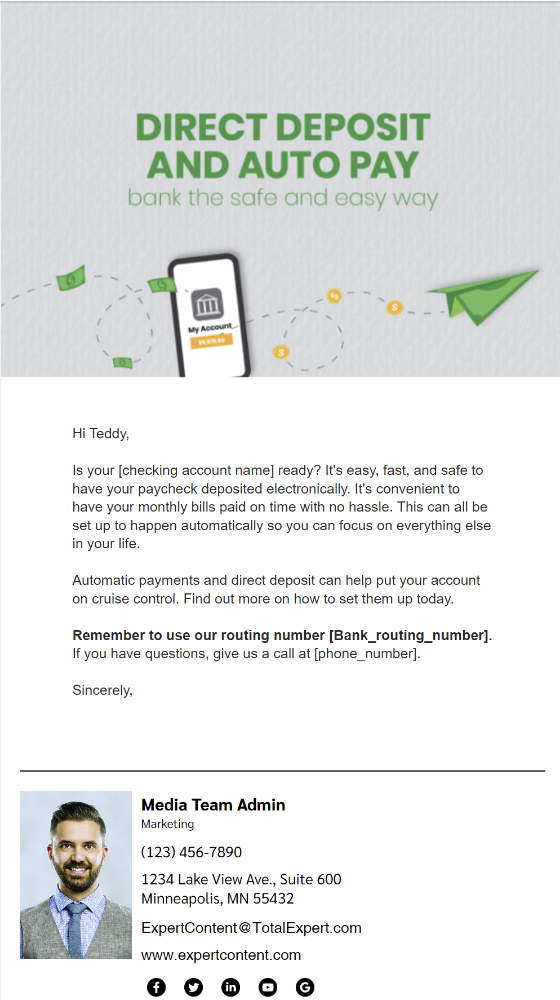 DIRECT DEPOSIT
AND AUTO PAY
bank the safe and easy way
My Account
$9,876.50
Hi Teddy,
Is your [checking account name] ready? It's easy, fast, and safe to
have your paycheck deposited electronically. It's convenient to
have your monthly bills paid on time with no hassle. This can all be
set up to happen automatically so you can focus on everything else
in your life.
Automatic payments and direct deposit can help put your account
on cruise control. Find out more on how to set them up today.
Remember to use our routing number [Bank_routing_number].
If you have questions, give us a call at [phone_number].
Sincerely,
Media Team Admin
Marketing
(123) 456-7890
1234 Lake View Ave., Suite 600
Minneapolis, MN 55432
ExpertContent@TotalExpert.com
www.expertcontent.com